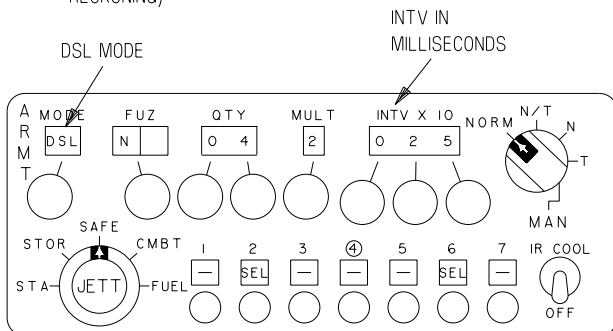 RECKONING)
INTV IN
MILLISECONDS
DSL MODE
ARMT
MODE FUZ QTY MULT INTV X 10
DSL N 0 4 2 0 2 5
NORM N/T N T
MAN
SAFE
STOR CMBT
STA JETT FUEL
1 2 3 4 5 6 7
— SEL — — — SEL —
IR COOL
OFF